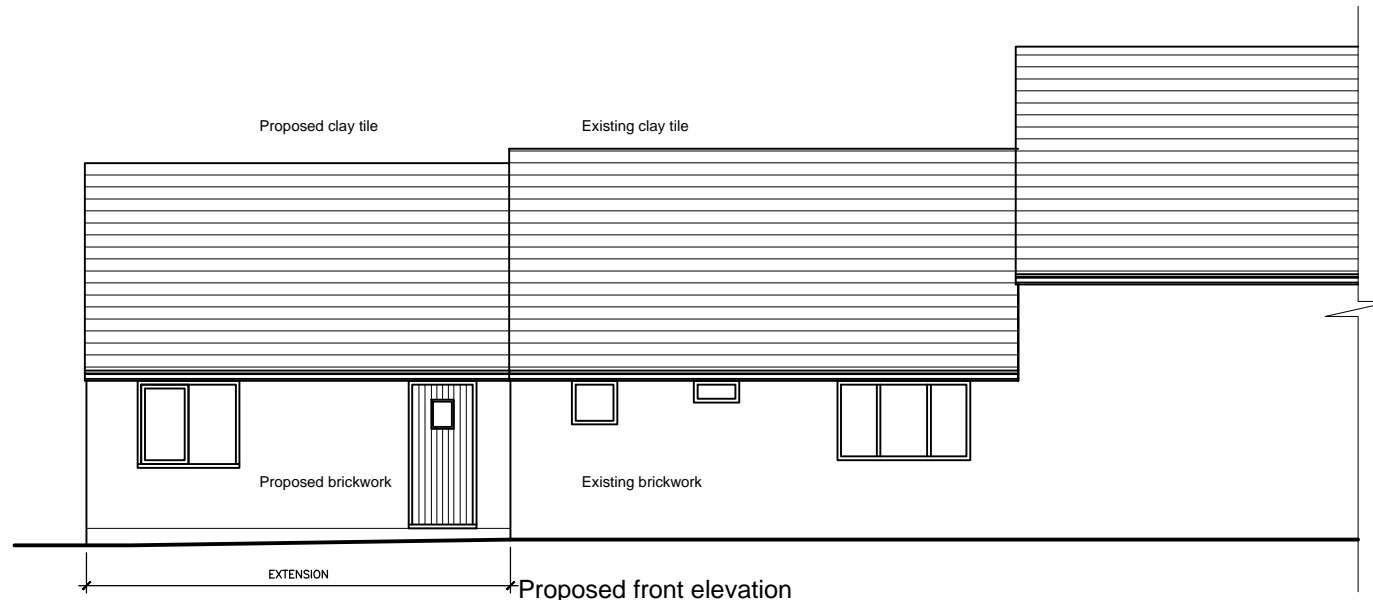 Proposed clay tile
Existing clay tile
Proposed brickwork
Existing brickwork
EXTENSION
Proposed front elevation